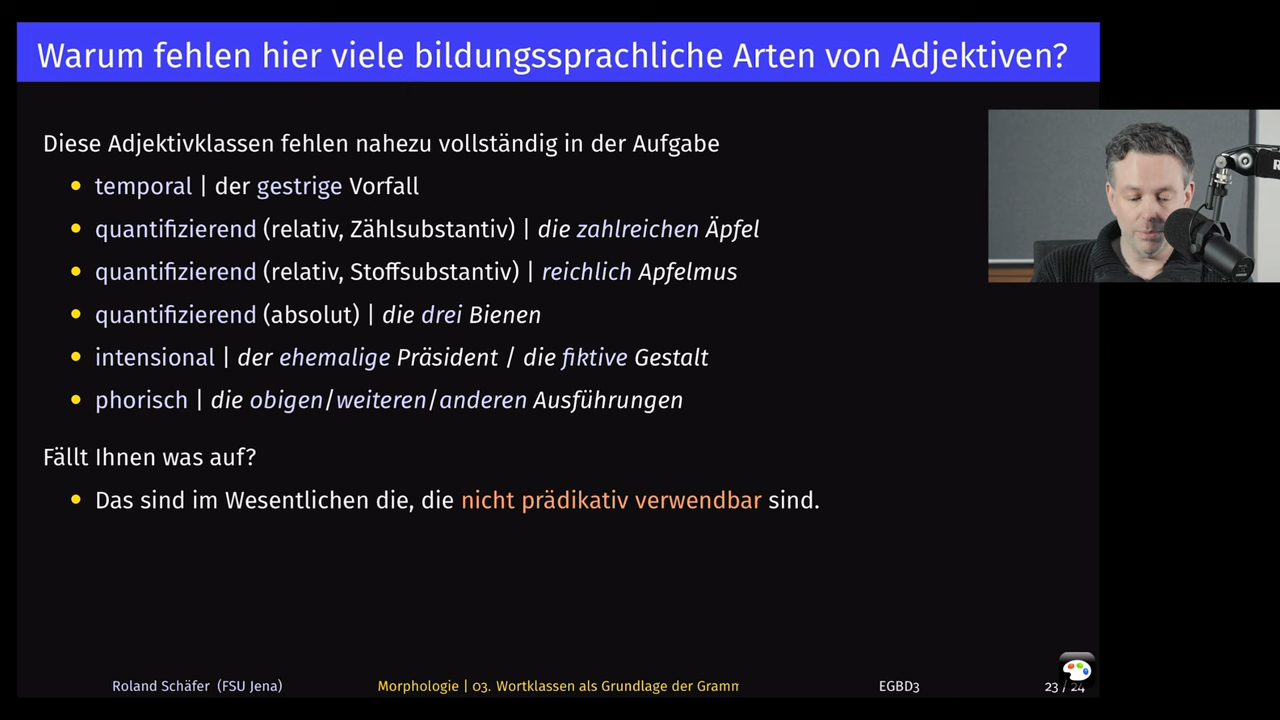 Warum fehlen hier viele bildungssprachliche Arten von Adjektiven?
Diese Adjektivklassen fehlen nahezu vollständig in der Aufgabe
• temporal | der gestrige Vorfall
• quantifizierend (relativ, Zählsubstantiv) | die zahlreichen Äpfel
• quantifizierend (relativ, Stoffsubstantiv) | reichlich Apfelmus
• quantifizierend (absolut) | die drei Bienen
• intensional | der ehemalige Präsident / die fiktive Gestalt
• phorisch | die obigen/weiteren/anderen Ausführungen
Fällt Ihnen was auf?
• Das sind im Wesentlichen die, die nicht prädikativ verwendbar sind.
Roland Schäfer (FSU Jena) Morphologie | 03. Wortklassen als Grundlage der Gramm EGBD3 23 / 24